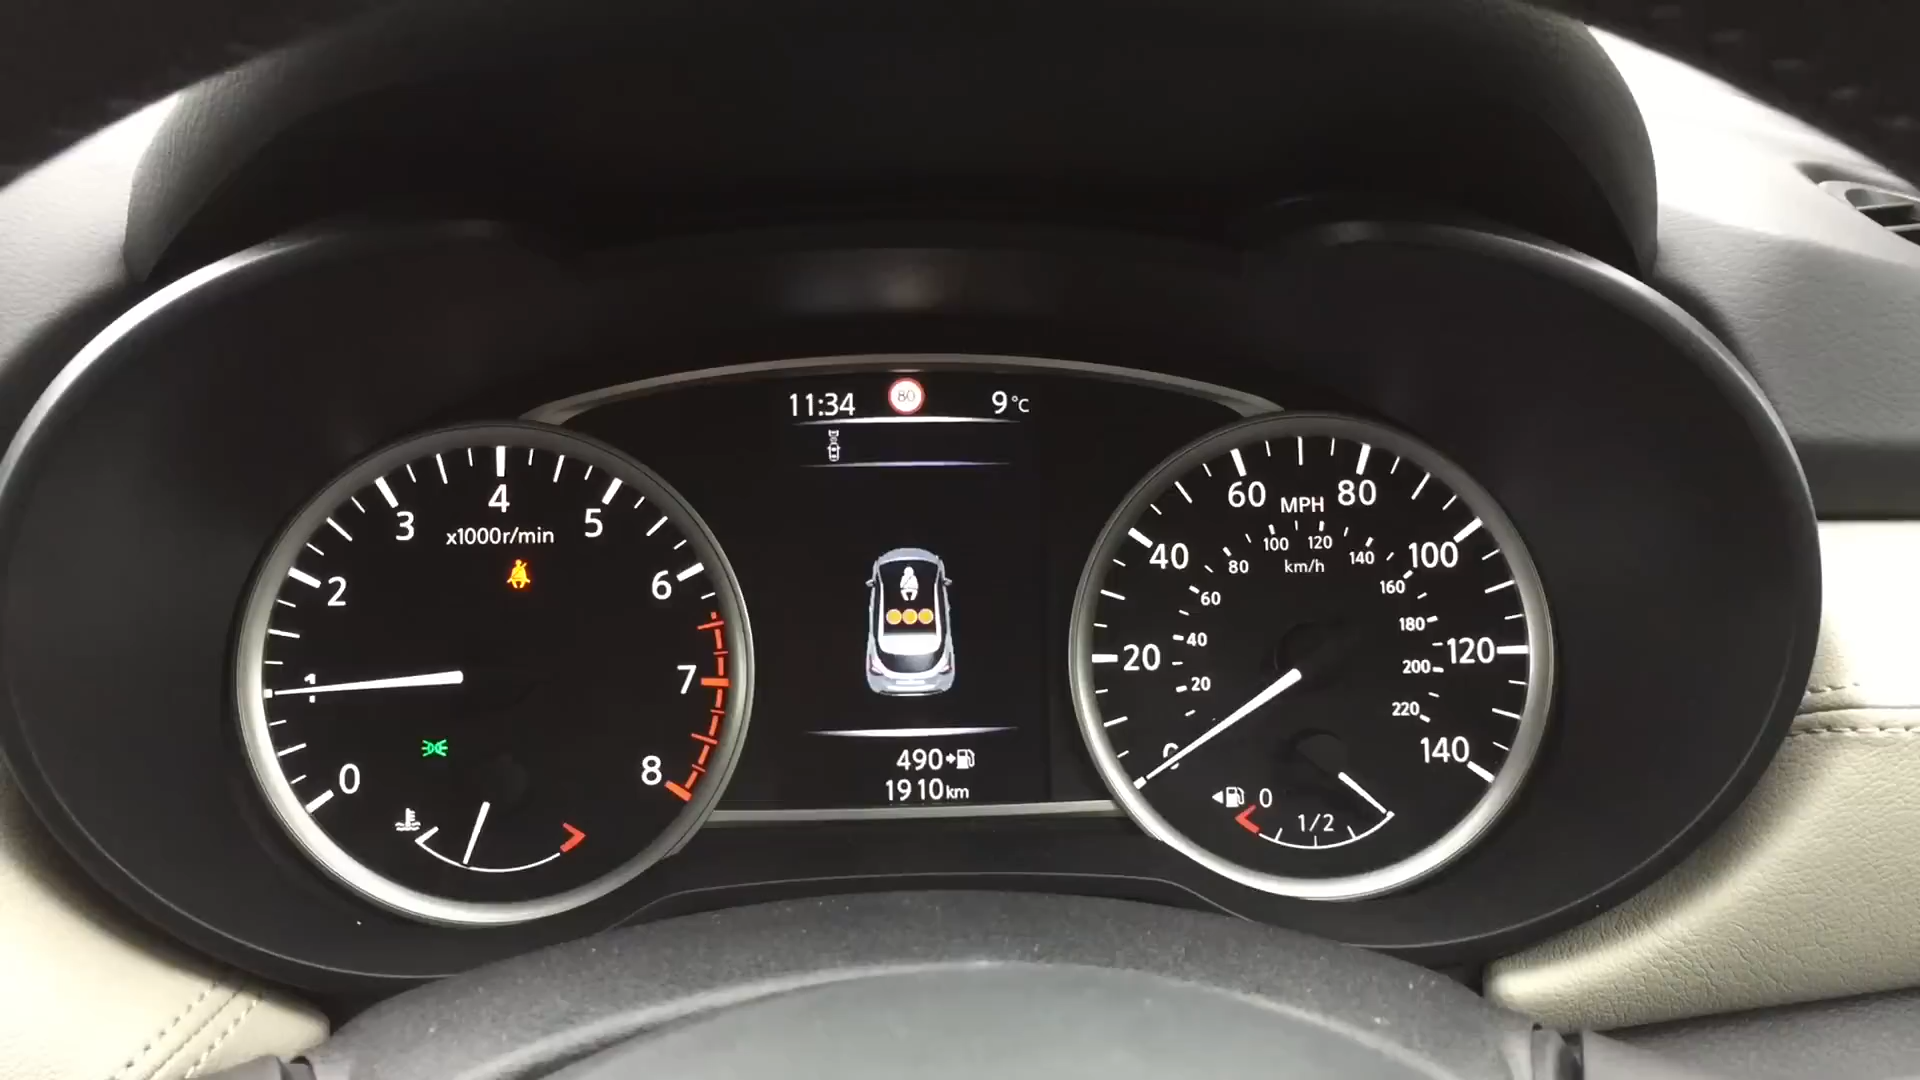 11:34 80 9°C
0 1 2 3 4 5 6 7 8
x1000r/min
490
1910km
0 20 40 60 80 100 120 140
MPH
20 40 60 80 100 120 140 160 180 200 220
km/h
0 1/2